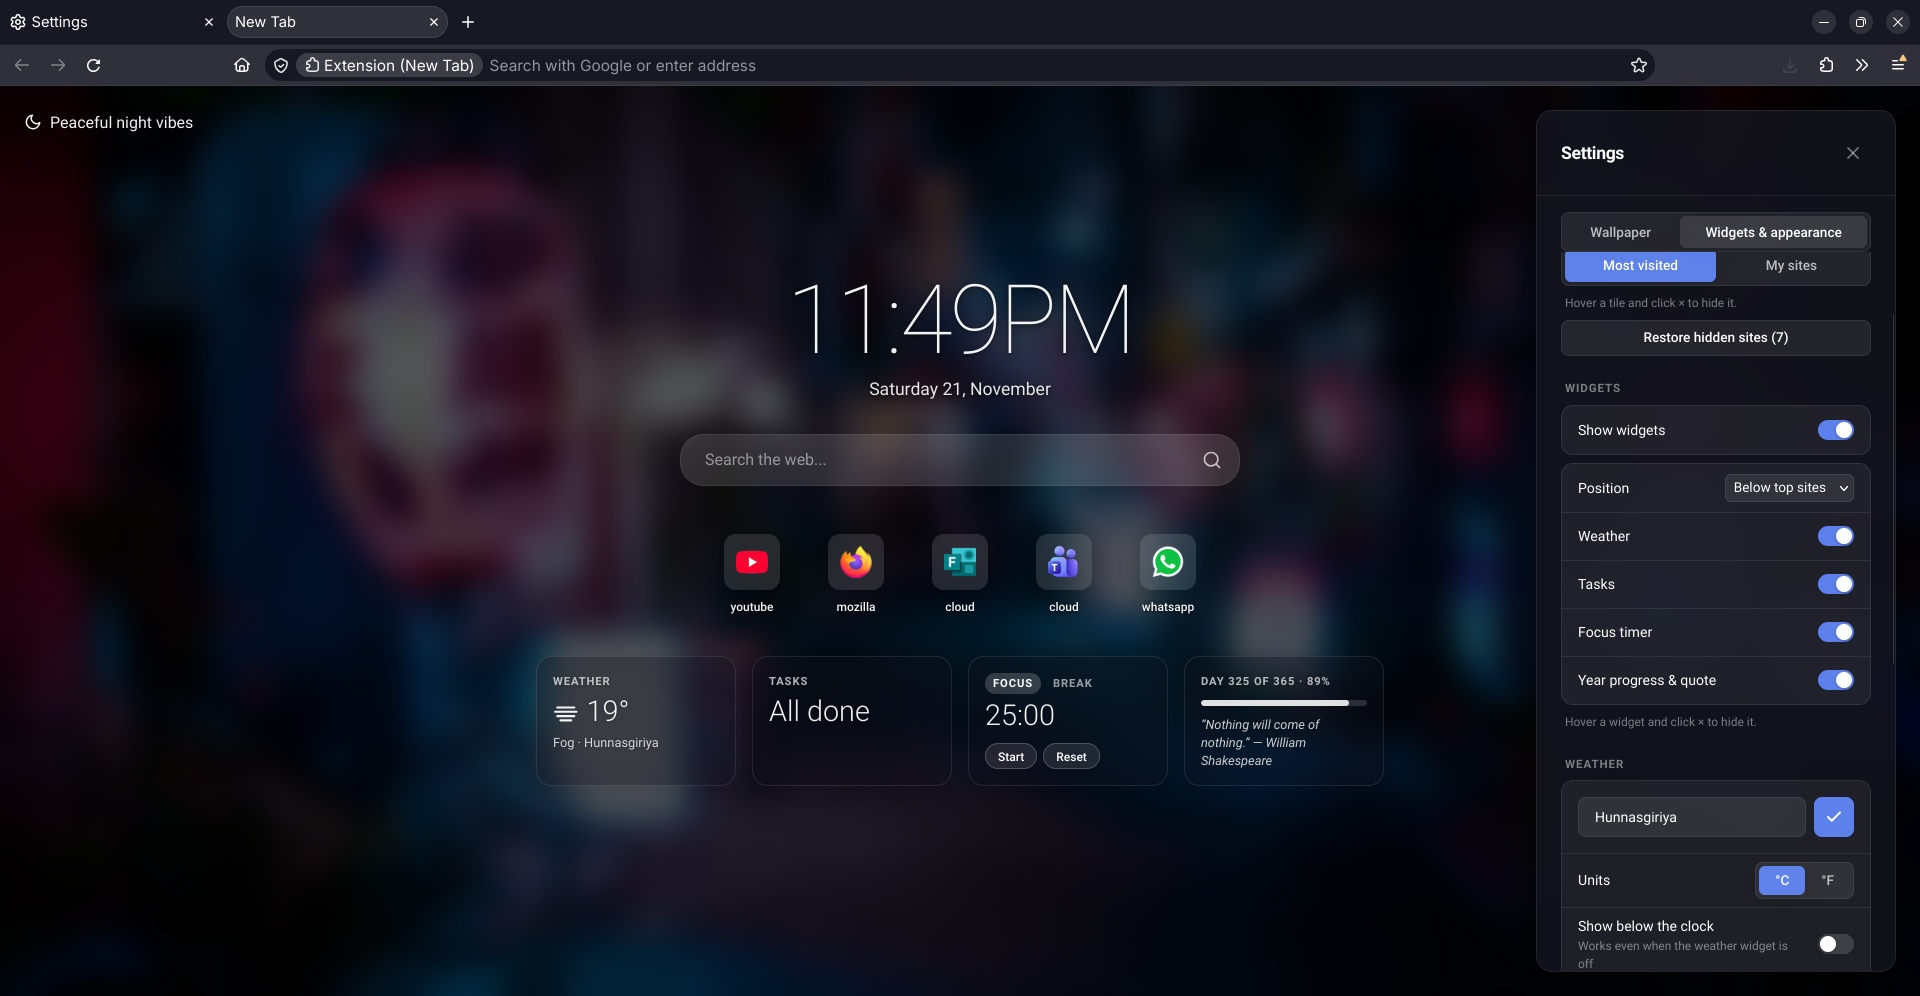 Settings
New Tab
Extension (New Tab)
Search with Google or enter address
Peaceful night vibes
11:49PM
Saturday 21, November
Search the web...
youtube
mozilla
cloud
cloud
whatsapp
WEATHER
19°
Fog · Hunnasgiriya
TASKS
All done
FOCUS
BREAK
25:00
Start
Reset
DAY 325 OF 365 · 89%
“Nothing will come of
nothing.” — William
Shakespeare
Settings
Wallpaper
Widgets & appearance
Most visited
My sites
Hover a tile and click × to hide it.
Restore hidden sites (7)
WIDGETS
Show widgets
Position
Below top sites
Weather
Tasks
Focus timer
Year progress & quote
Hover a widget and click × to hide it.
WEATHER
Hunnasgiriya
Units
°C
°F
Show below the clock
Works even when the weather widget is
off